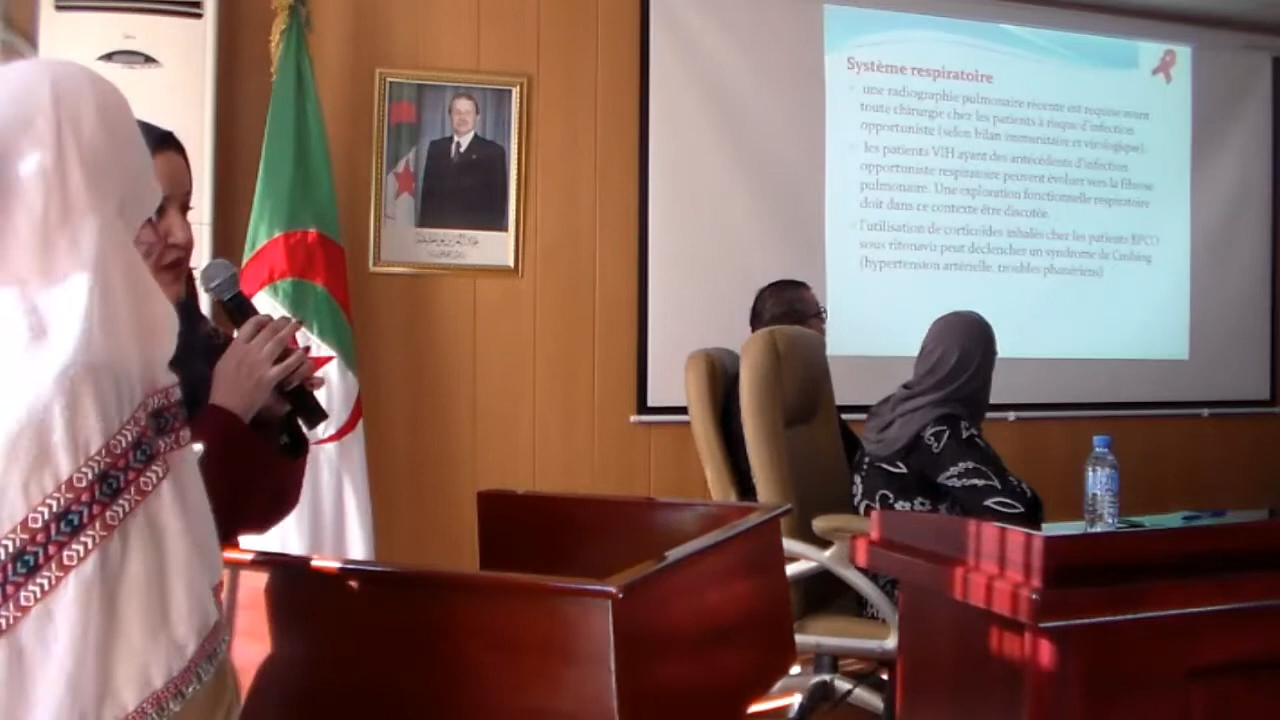 Système respiratoire
une radiographie pulmonaire récente est requise avant
toute chirurgie chez les patients à risque d'infection
opportuniste (selon bilan immunitaire et virologique).
les patients VIH ayant des antécédents d'infection
opportuniste respiratoire peuvent évoluer vers la fibrose
pulmonaire. Une exploration fonctionnelle respiratoire
doit dans ce contexte être discutée.
l'utilisation de corticoïdes inhalés chez les patients BPCO
sous ritonavir peut déclencher un syndrome de Cushing
(hypertension artérielle, troubles phanériens)